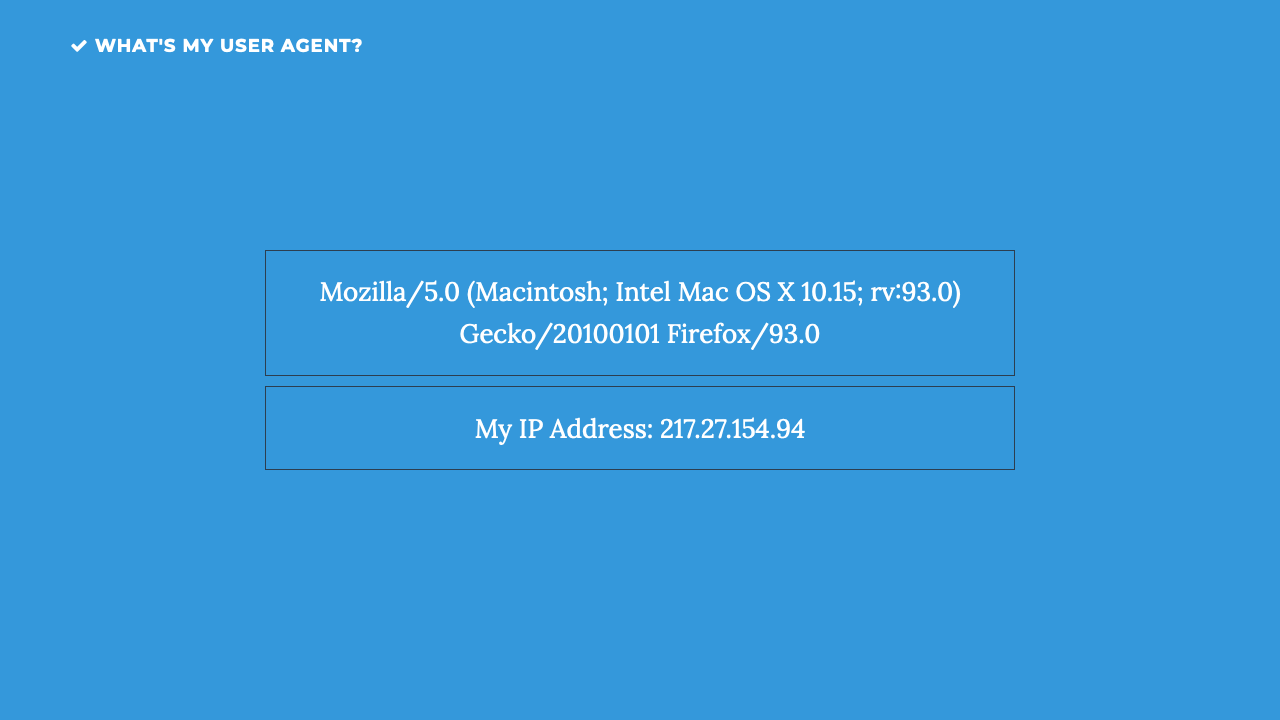 WHAT'S MY USER AGENT?
Mozilla/5.0 (Macintosh; Intel Mac OS X 10.15; rv:93.0)
Gecko/20100101 Firefox/93.0
My IP Address: 217.27.154.94